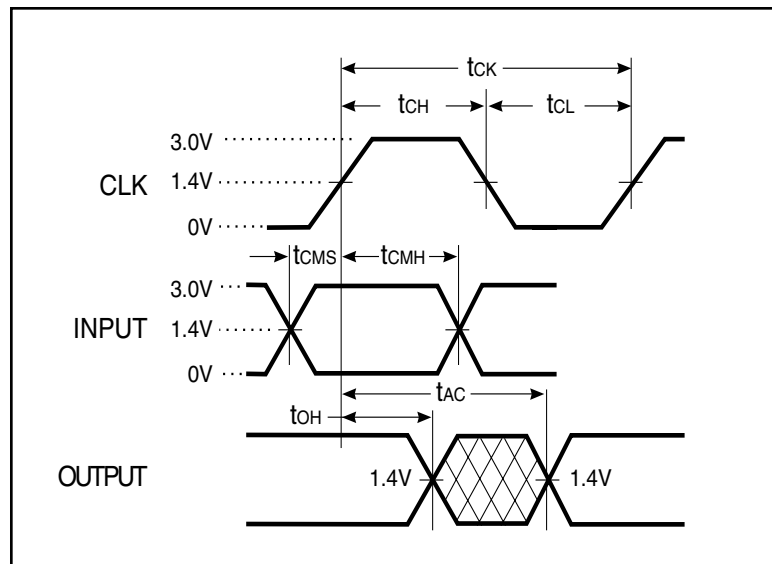 tCK
tCH tCL
3.0V
CLK 1.4V
0V
tCMS tCMH
3.0V
INPUT 1.4V
0V
tAC
tOH
OUTPUT 1.4V 1.4V